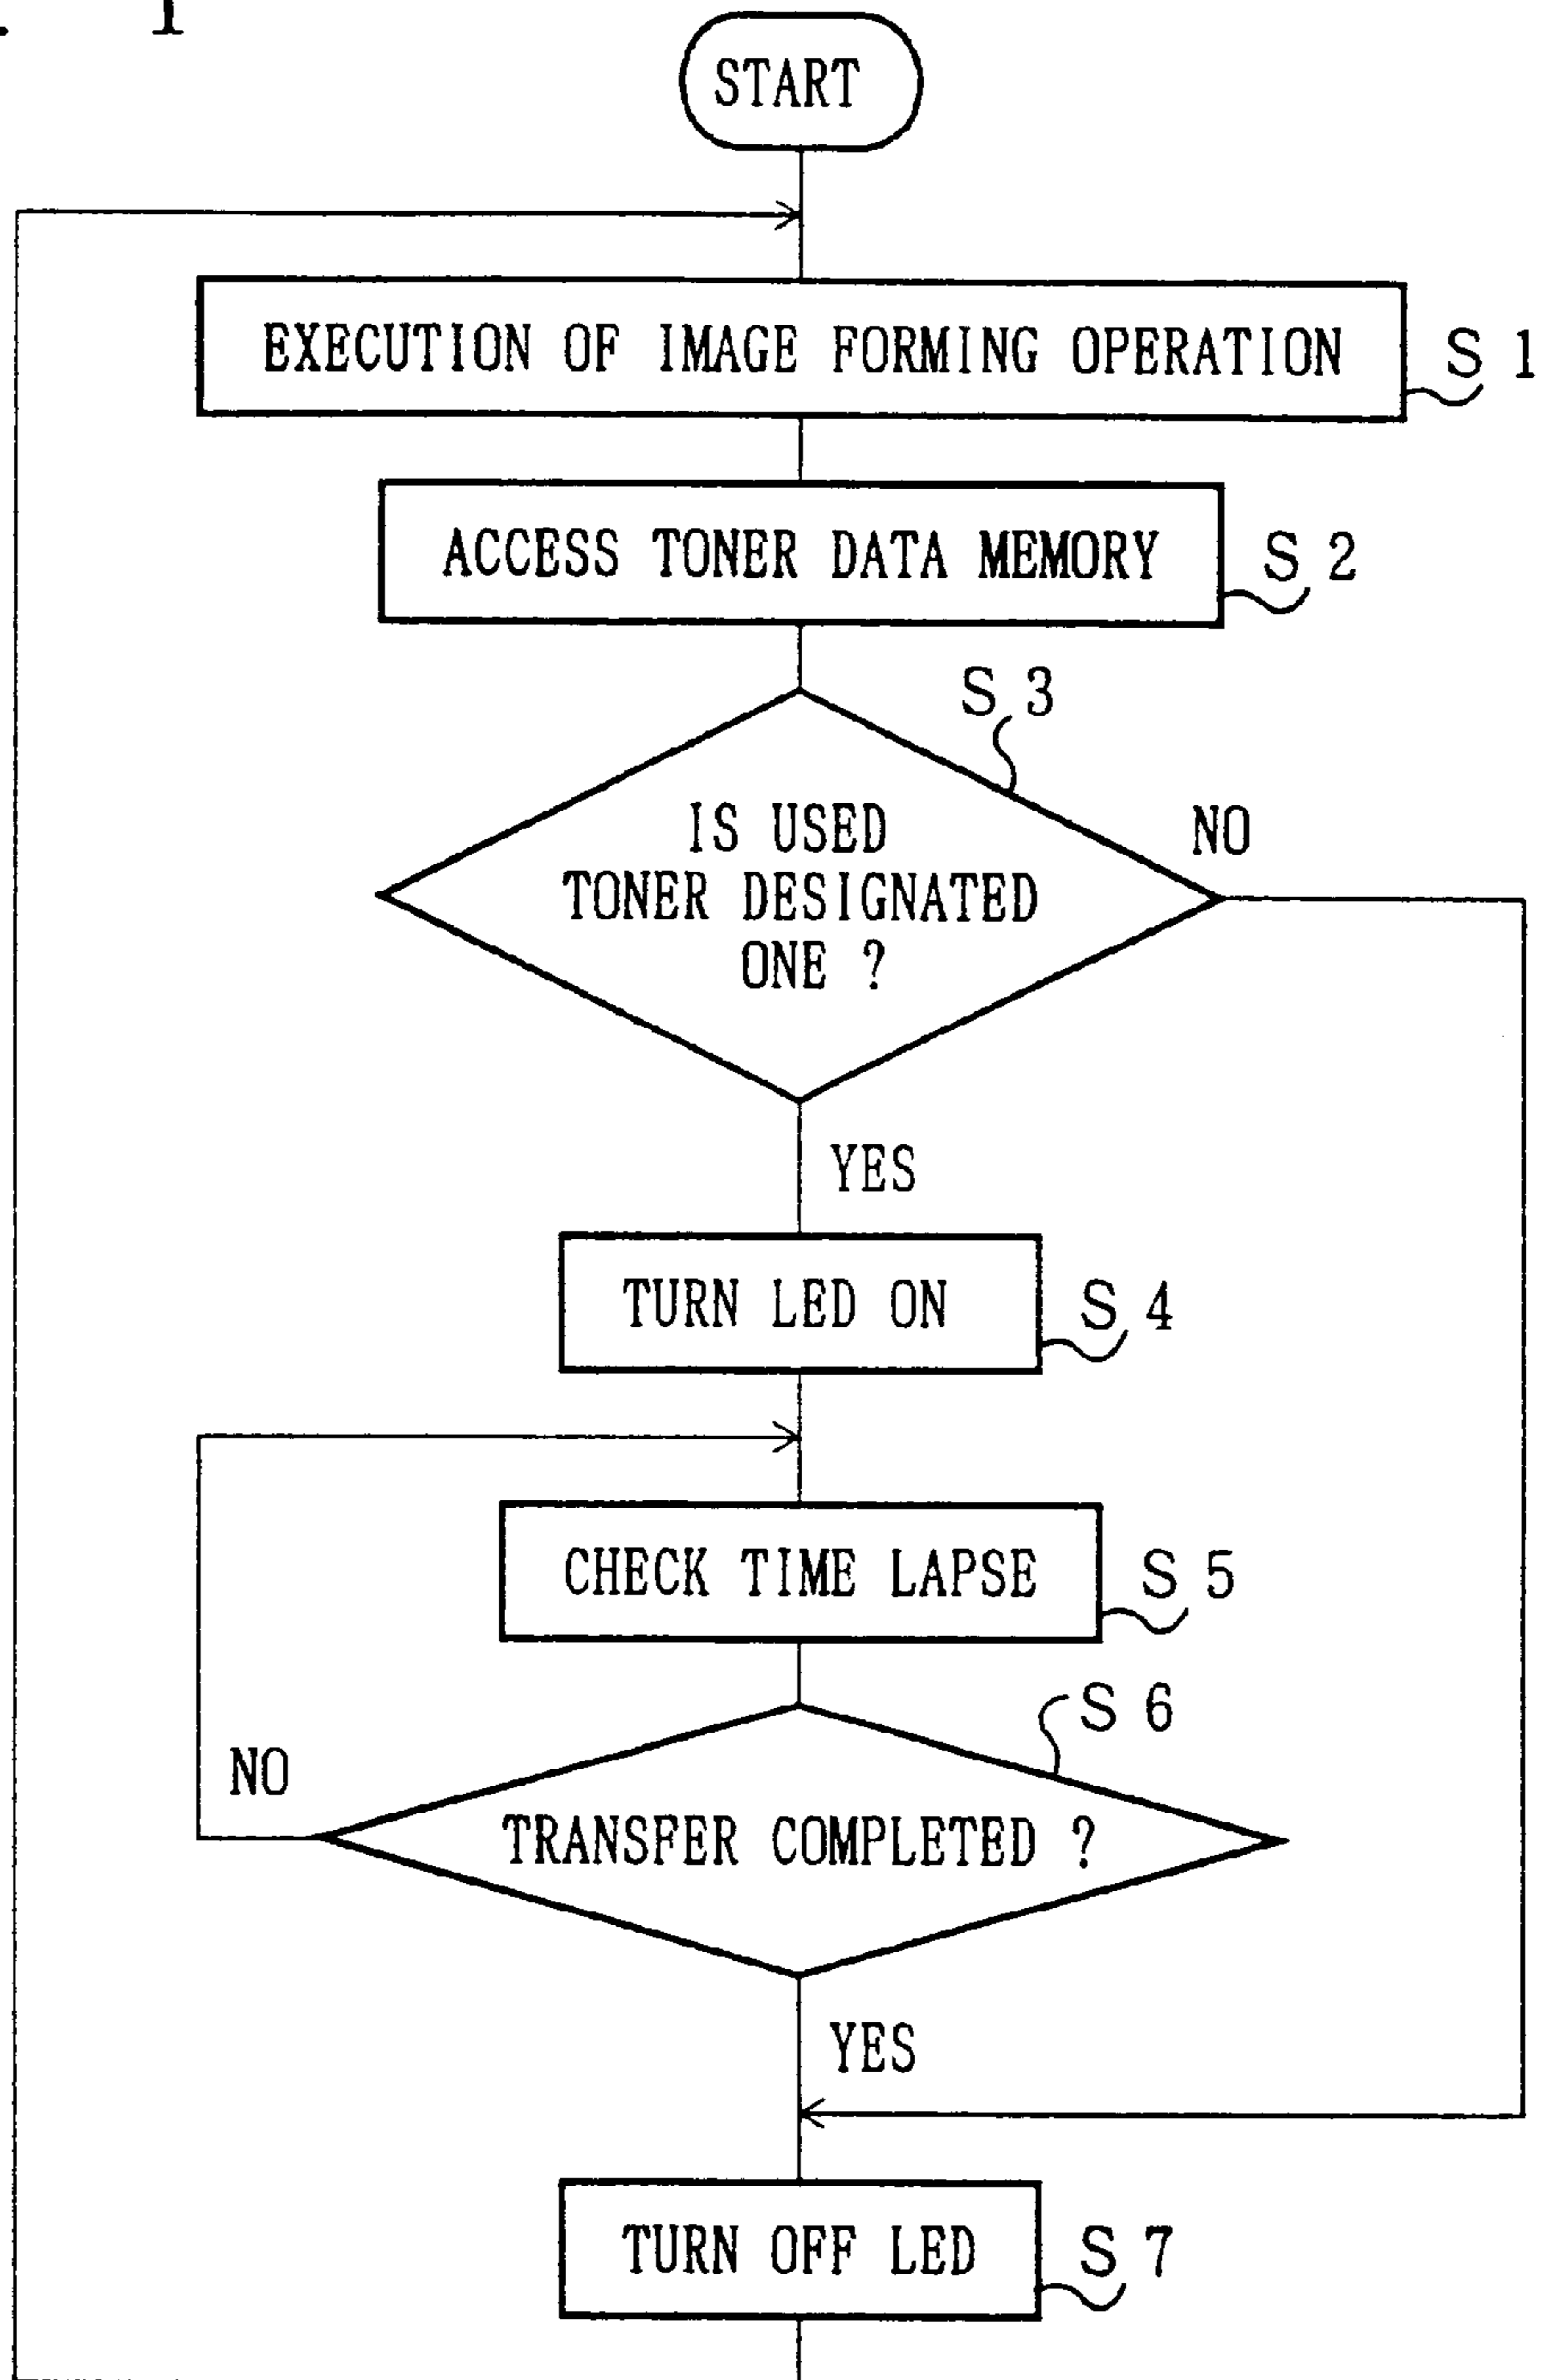 1
START
EXECUTION OF IMAGE FORMING OPERATION S 1
ACCESS TONER DATA MEMORY S 2
S 3
IS USED
TONER DESIGNATED
ONE ?
NO
YES
TURN LED ON S 4
CHECK TIME LAPSE S 5
S 6
NO
TRANSFER COMPLETED ?
YES
TURN OFF LED S 7